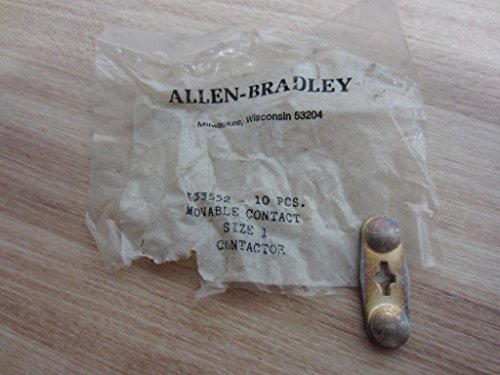 ALLEN-BRADLEY
Milwaukee, Wisconsin 53204
- 10 PCS.
MOVABLE CONTACT
SIZE 1
CONTACTOR